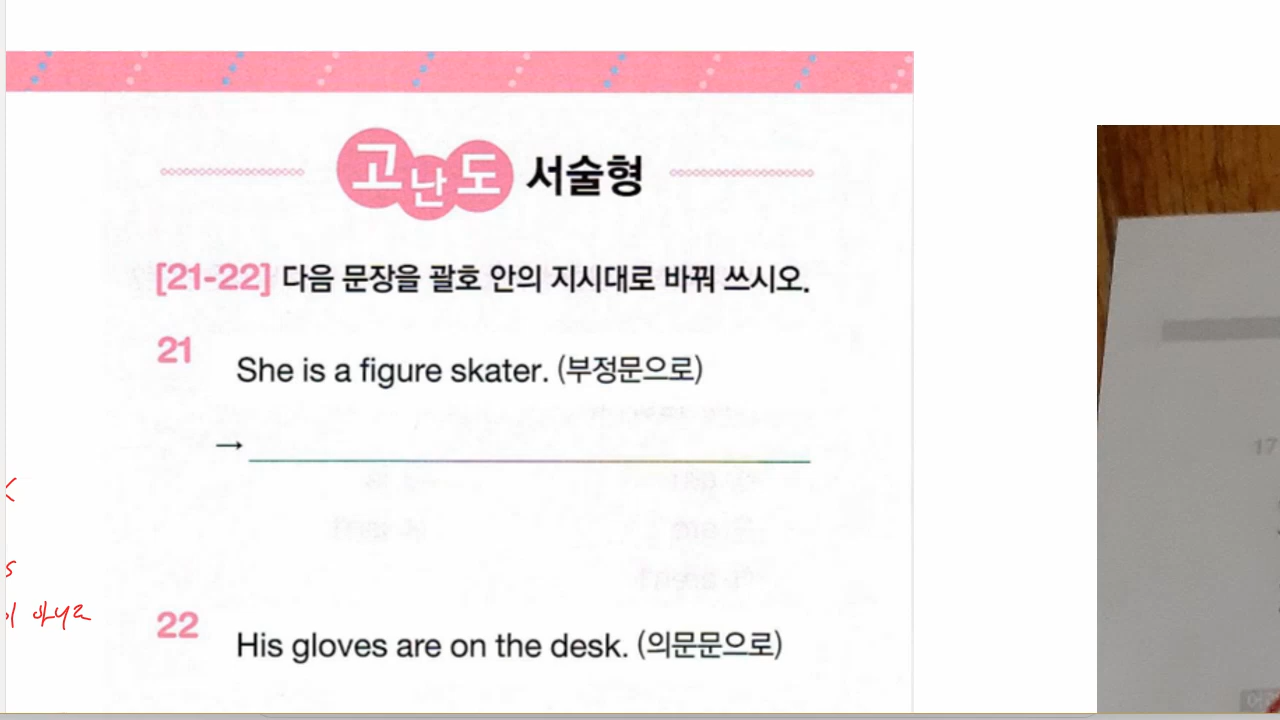 고난도 서술형
[21-22] 다음 문장을 괄호 안의 지시대로 바꿔 쓰시오.
21 She is a figure skater. (부정문으로)
→
22 His gloves are on the desk. (의문문으로)
17